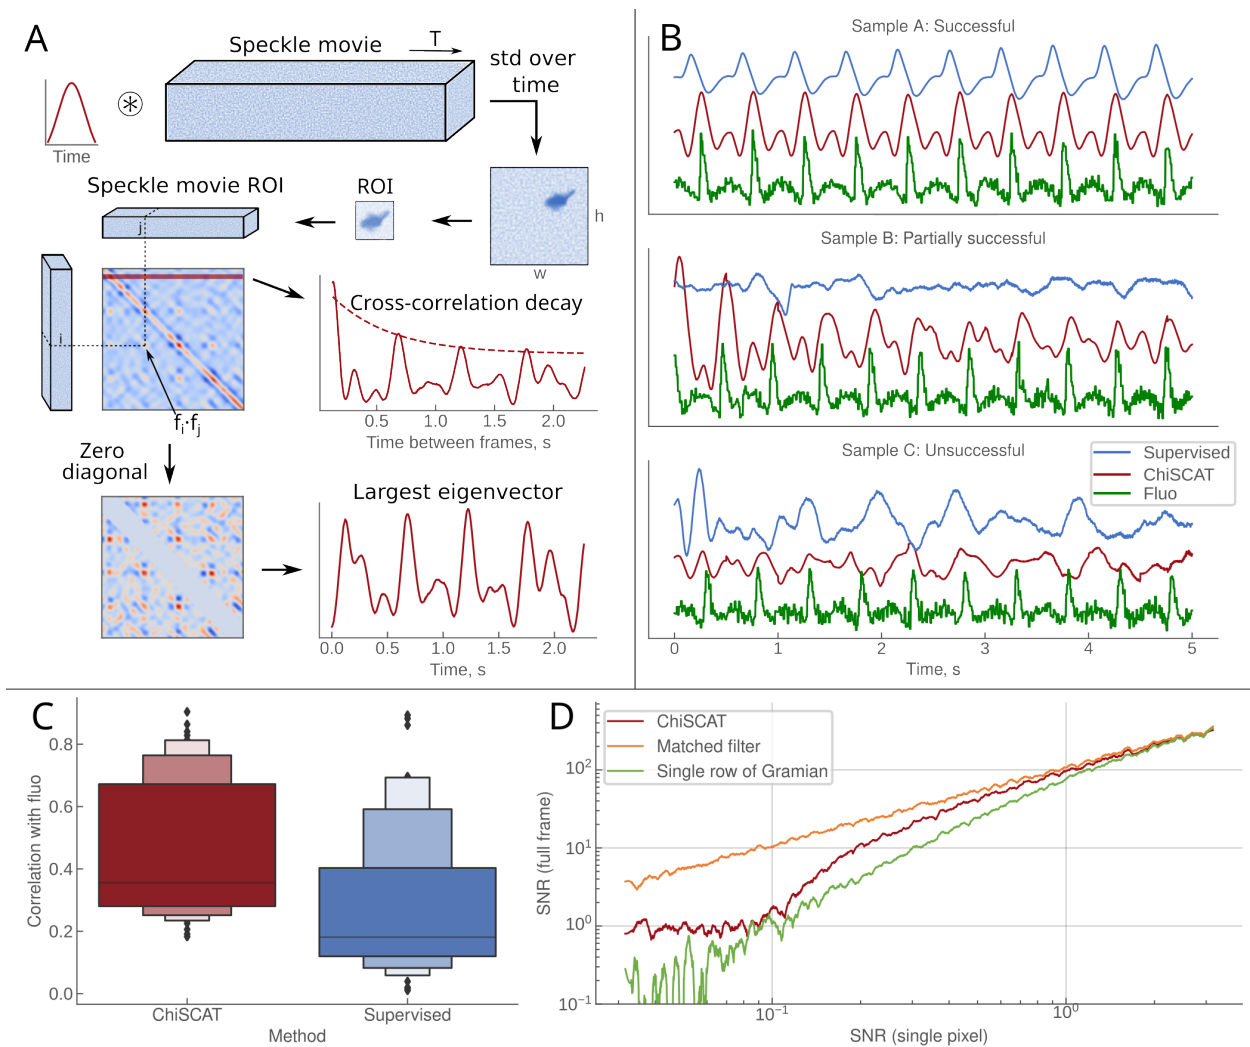 A
Speckle movie
T
std over
time
Time
h
w
Speckle movie ROI
ROI
j
i
fi·fj
Cross-correlation decay
0.5
1.0
1.5
2.0
Time between frames, s
Zero
diagonal
Largest eigenvector
0.0
0.5
1.0
1.5
2.0
Time, s
B
Sample A: Successful
Sample B: Partially successful
Sample C: Unsuccessful
Supervised
ChiSCAT
Fluo
0
1
2
3
4
5
Time, s
C
Correlation with fluo
0.8
0.6
0.4
0.2
0.0
ChiSCAT
Supervised
Method
D
ChiSCAT
Matched filter
Single row of Gramian
SNR (full frame)
10²
10¹
10⁰
10⁻¹
10⁻¹
10⁰
SNR (single pixel)